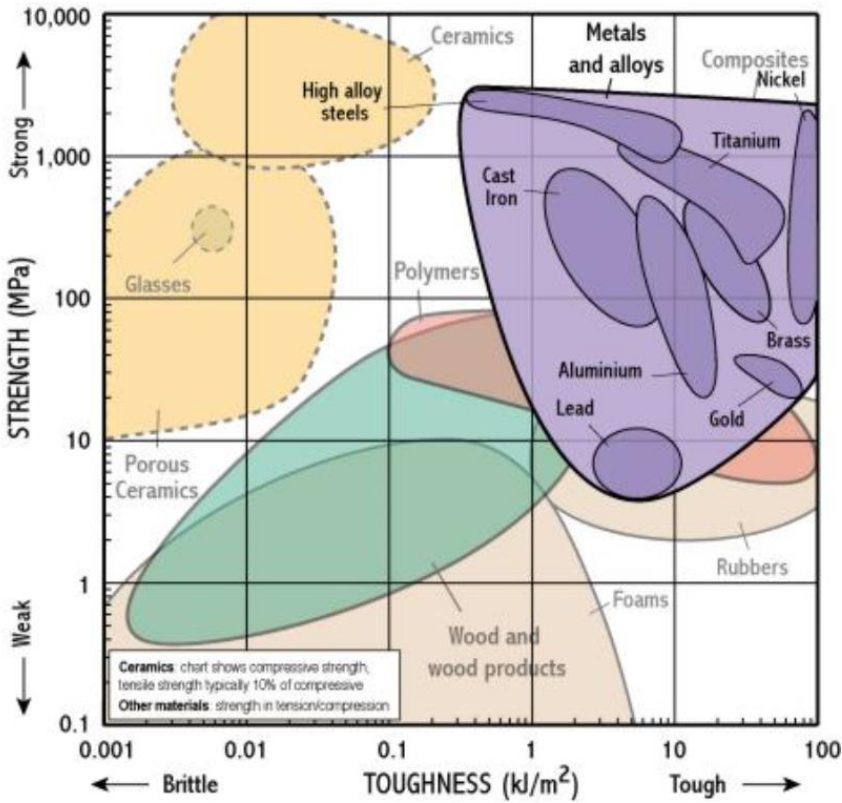 10,000
1,000
100
10
1
0.1
Strong
STRENGTH (MPa)
Weak
Ceramics
High alloy
steels
Metals
and alloys
Composites
Nickel
Titanium
Cast
Iron
Glasses
Polymers
Brass
Aluminium
Lead
Gold
Porous
Ceramics
Rubbers
Foams
Wood and
wood products
Ceramics: chart shows compressive strength,
tensile strength typically 10% of compressive
Other materials: strength in tension/compression
0.001
0.01
0.1
1
10
100
Brittle
TOUGHNESS (kJ/m²)
Tough